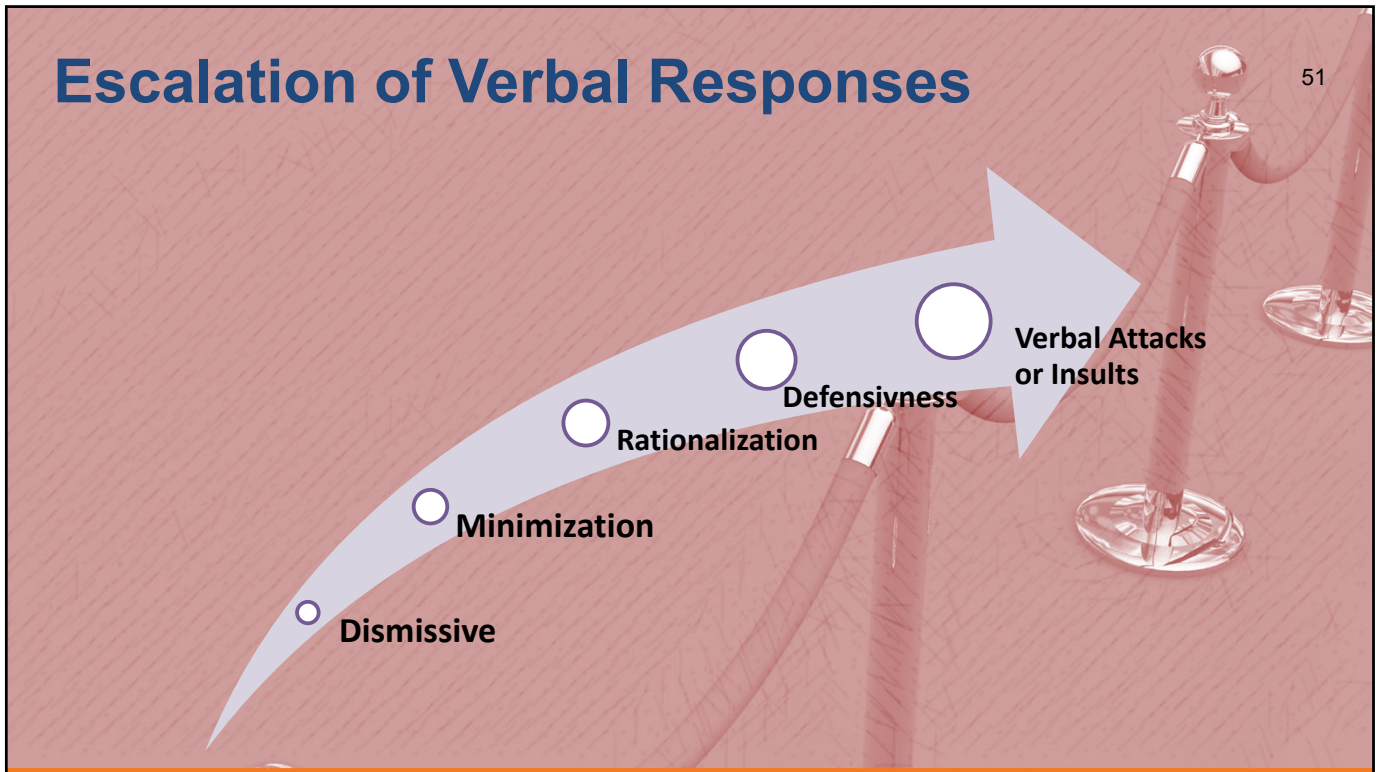 Escalation of Verbal Responses
51
Verbal Attacks
or Insults
Defensivness
Rationalization
Minimization
Dismissive